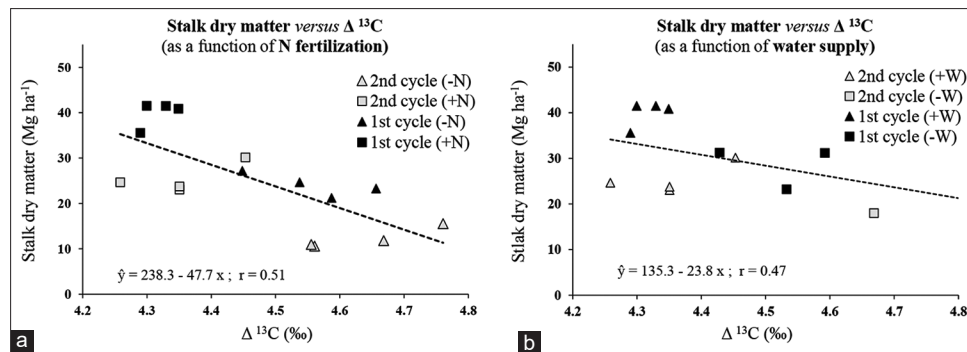 Stalk dry matter versus Δ ¹³C
(as a function of N fertilization)
50
40
30
20
10
0
Stalk dry matter (Mg ha⁻¹)
2nd cycle (-N)
2nd cycle (+N)
1st cycle (-N)
1st cycle (+N)
ŷ = 238.3 - 47.7 x ; r = 0.51
4.2 4.3 4.4 4.5 4.6 4.7 4.8
Δ ¹³C (‰)
a
Stalk dry matter versus Δ ¹³C
(as a function of water supply)
50
40
30
20
10
0
Stlak dry matter (Mg ha⁻¹)
2nd cycle (+W)
2nd cycle (-W)
1st cycle (+W)
1st cycle (-W)
ŷ = 135.3 - 23.8 x ; r = 0.47
4.2 4.3 4.4 4.5 4.6 4.7 4.8
Δ ¹³C (‰)
b